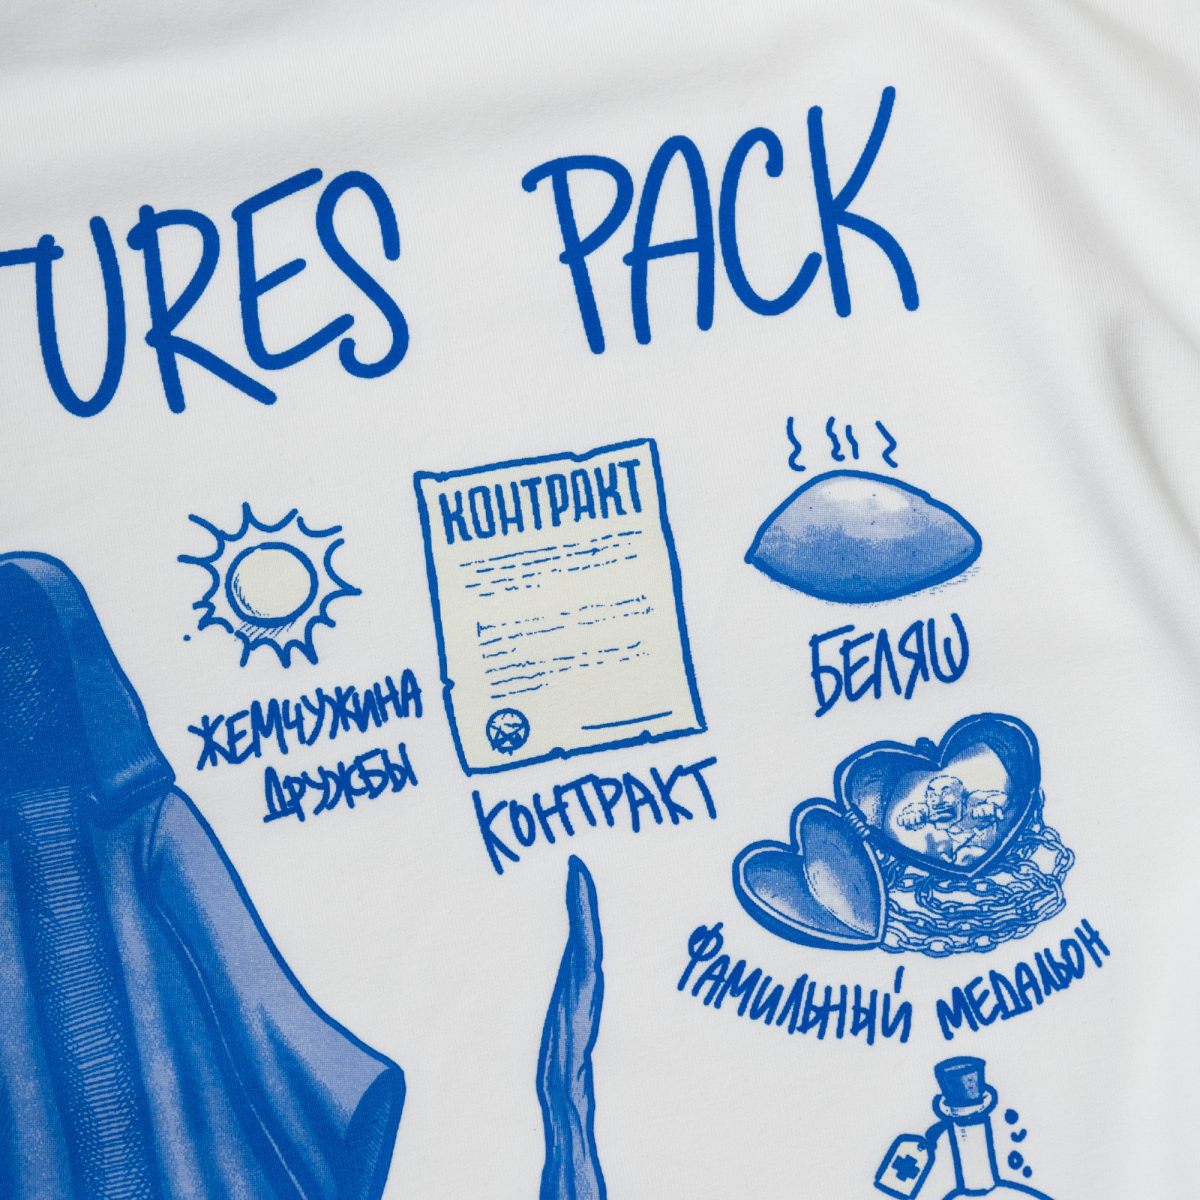 TURES PACK
КОНТРАКТ
ЖЕМЧУЖИНА
ДРУЖБЫ
КОНТРАКТ
БЕЛЯШ
ФАМИЛЬНЫЙ МЕДАЛЬОН